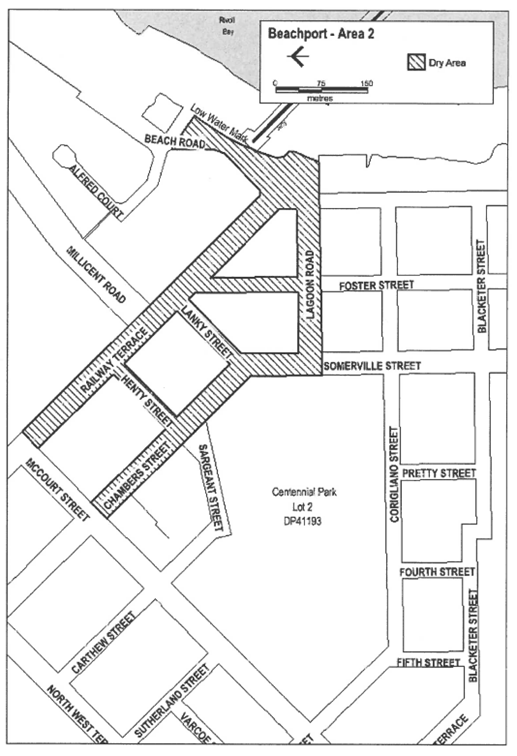 Rivoli
Bay
Beachport - Area 2
Dry Area
0 75 150
metres
Low Water Mark
Jetty
BEACH ROAD
ALFRED COURT
MILLICENT ROAD
LAGOON ROAD
FOSTER STREET
BLACKETER STREET
LANKY STREET
RAILWAY TERRACE
SOMERVILLE STREET
HENTY STREET
CHAMBERS STREET
SARGEANT STREET
MCCOURT STREET
CORIGLIANO STREET
PRETTY STREET
Centennial Park
Lot 2
DP41193
FOURTH STREET
BLACKETER STREET
CARTHEW STREET
FIFTH STREET
SUTHERLAND STREET
NORTH WEST TER
VARCOE
TERRACE